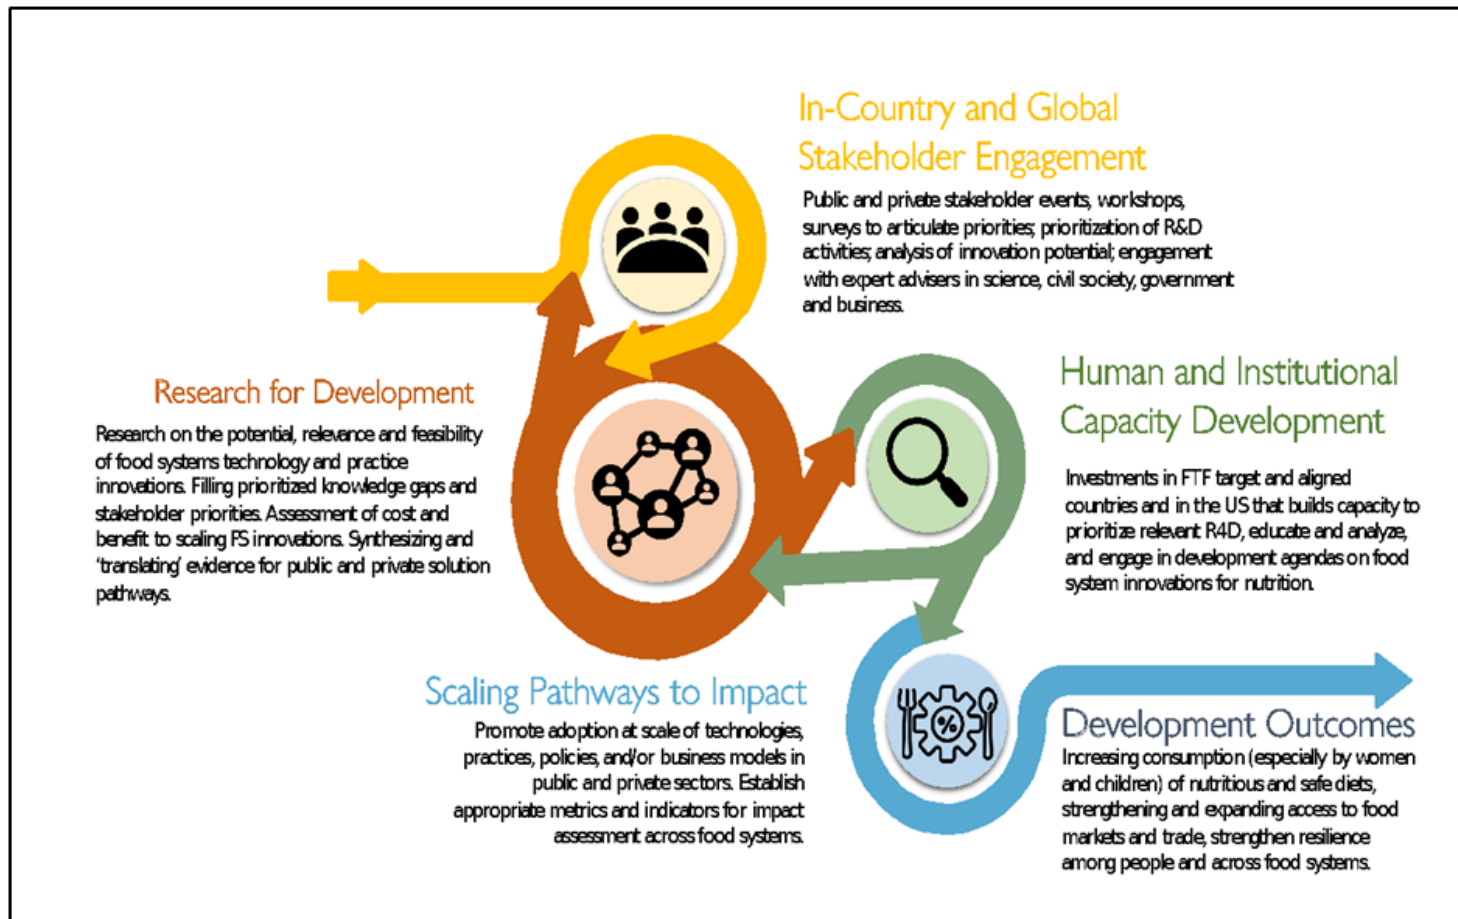 In-Country and Global
Stakeholder Engagement
Public and private stakeholder events, workshops,
surveys to articulate priorities; prioritization of R&D
activities; analysis of innovation potential; engagement
with expert advisers in science, civil society, government
and business.
Research for Development
Research on the potential, relevance and feasibility
of food systems technology and practice
innovations. Filling prioritized knowledge gaps and
stakeholder priorities. Assessment of cost and
benefit to scaling FS innovations. Synthesizing and
‘translating’ evidence for public and private solution
pathways.
Human and Institutional
Capacity Development
Investments in FTF target and aligned
countries and in the US that builds capacity to
prioritize relevant R4D, educate and analyze,
and engage in development agendas on food
system innovations for nutrition.
Scaling Pathways to Impact
Promote adoption at scale of technologies,
practices, policies, and/or business models in
public and private sectors. Establish
appropriate metrics and indicators for impact
assessment across food systems.
%
Development Outcomes
Increasing consumption (especially by women
and children) of nutritious and safe diets,
strengthening and expanding access to food
markets and trade, strengthen resilience
among people and across food systems.